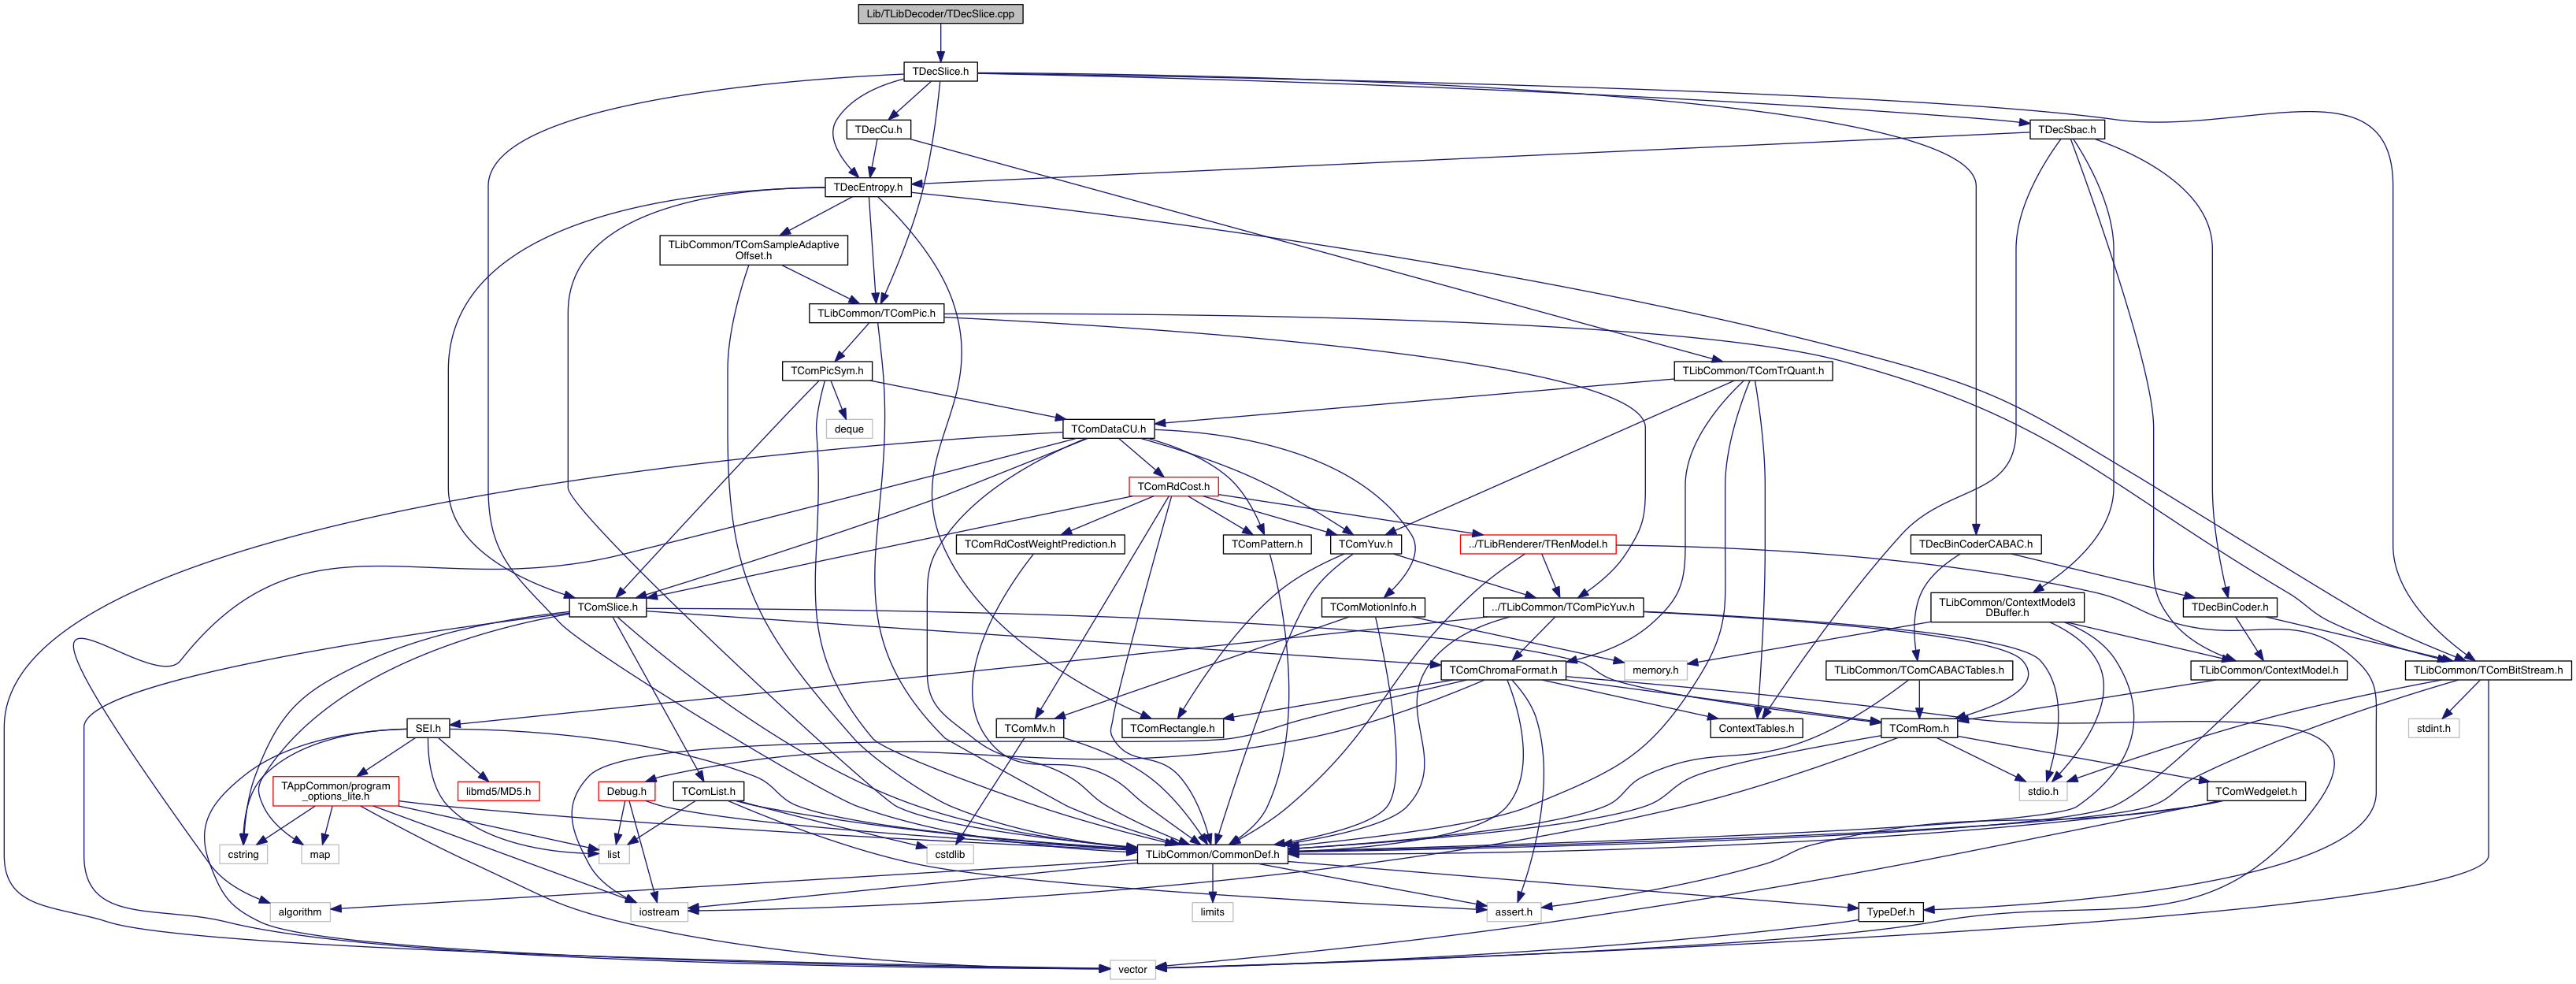 Lib/TLibDecoder/TDecSlice.cpp
TDecSlice.h
TDecCu.h
TDecSbac.h
TDecEntropy.h
TLibCommon/TComSampleAdaptive
Offset.h
TLibCommon/TComPic.h
TComPicSym.h
TLibCommon/TComTrQuant.h
deque
TComDataCU.h
TComRdCost.h
TComRdCostWeightPrediction.h
TComPattern.h
TComYuv.h
../TLibRenderer/TRenModel.h
TDecBinCoderCABAC.h
TComSlice.h
TComMotionInfo.h
../TLibCommon/TComPicYuv.h
TLibCommon/ContextModel3
DBuffer.h
TDecBinCoder.h
TComChromaFormat.h
memory.h
TLibCommon/TComCABACTables.h
TLibCommon/ContextModel.h
TLibCommon/TComBitStream.h
SEI.h
TComMv.h
TComRectangle.h
ContextTables.h
TComRom.h
stdint.h
TAppCommon/program
_options_lite.h
libmd5/MD5.h
Debug.h
TComList.h
stdio.h
TComWedgelet.h
cstring
map
list
cstdlib
TLibCommon/CommonDef.h
algorithm
iostream
limits
assert.h
TypeDef.h
vector